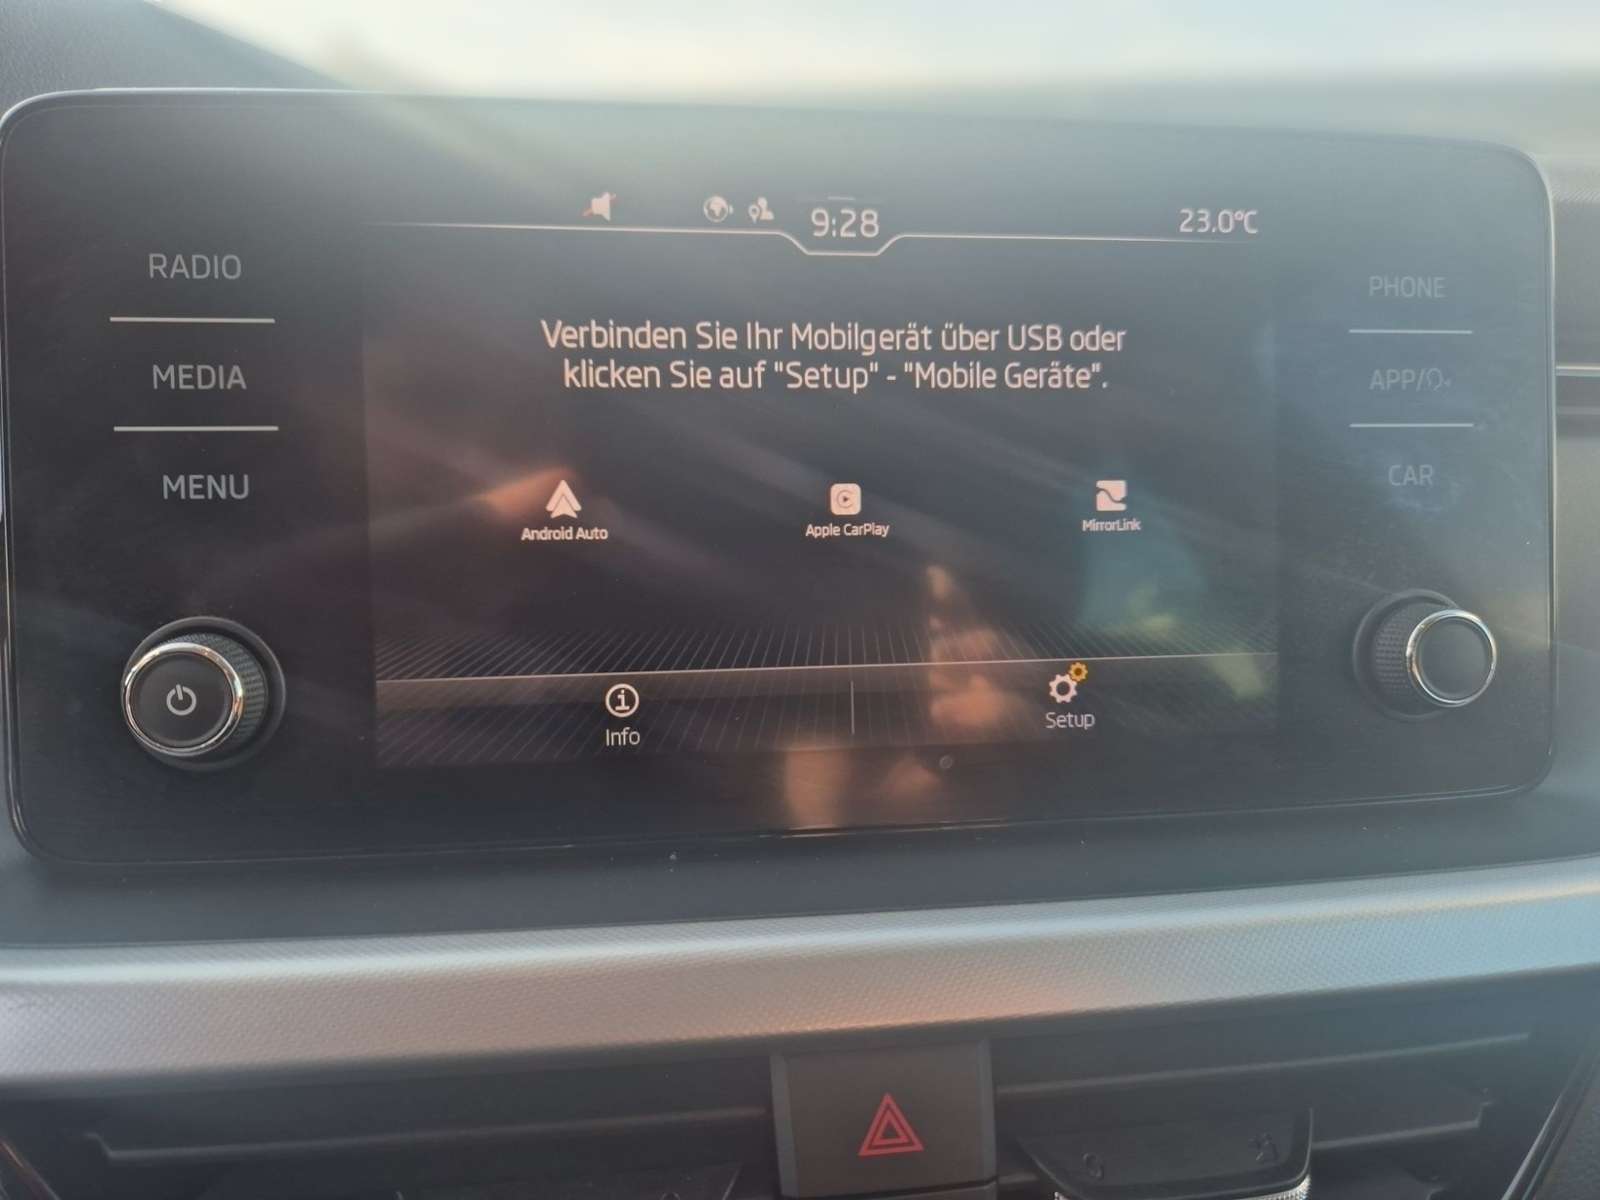 9:28
23.0°C
RADIO
MEDIA
MENU
Verbinden Sie Ihr Mobilgerät über USB oder
klicken Sie auf "Setup" - "Mobile Geräte".
Android Auto
Apple CarPlay
MirrorLink
Info
Setup
PHONE
APP/
CAR